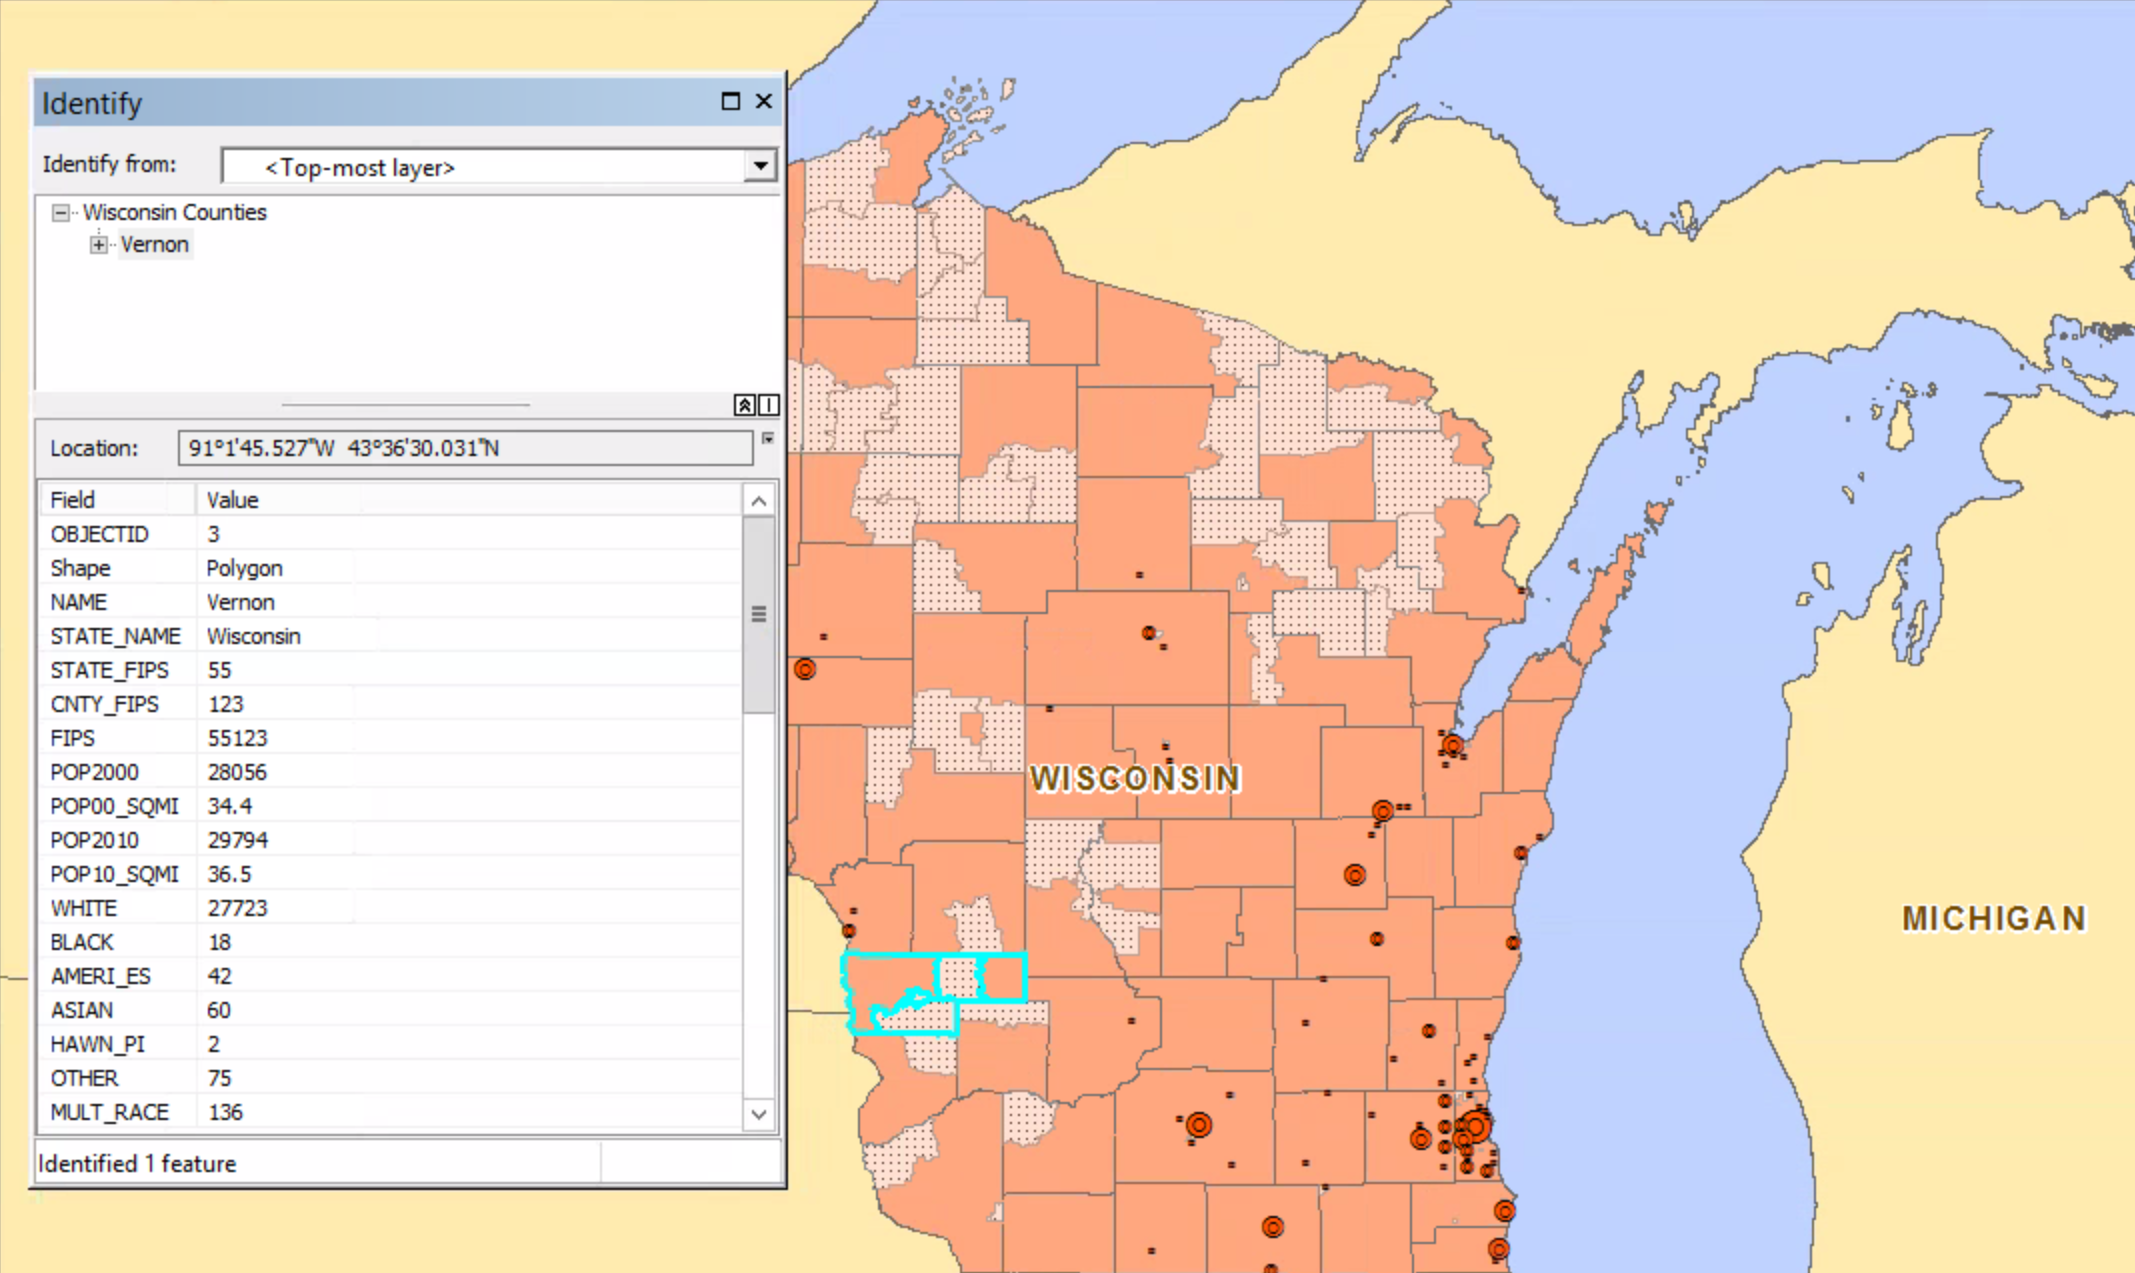 Identify
Identify from: <Top-most layer>
Wisconsin Counties
Vernon
Location: 91°1'45.527"W 43°36'30.031"N
Field Value
OBJECTID 3
Shape Polygon
NAME Vernon
STATE_NAME Wisconsin
STATE_FIPS 55
CNTY_FIPS 123
FIPS 55123
POP2000 28056
POP00_SQMI 34.4
POP2010 29794
POP10_SQMI 36.5
WHITE 27723
BLACK 18
AMERI_ES 42
ASIAN 60
HAWN_PI 2
OTHER 75
MULT_RACE 136
Identified 1 feature
WISCONSIN
MICHIGAN